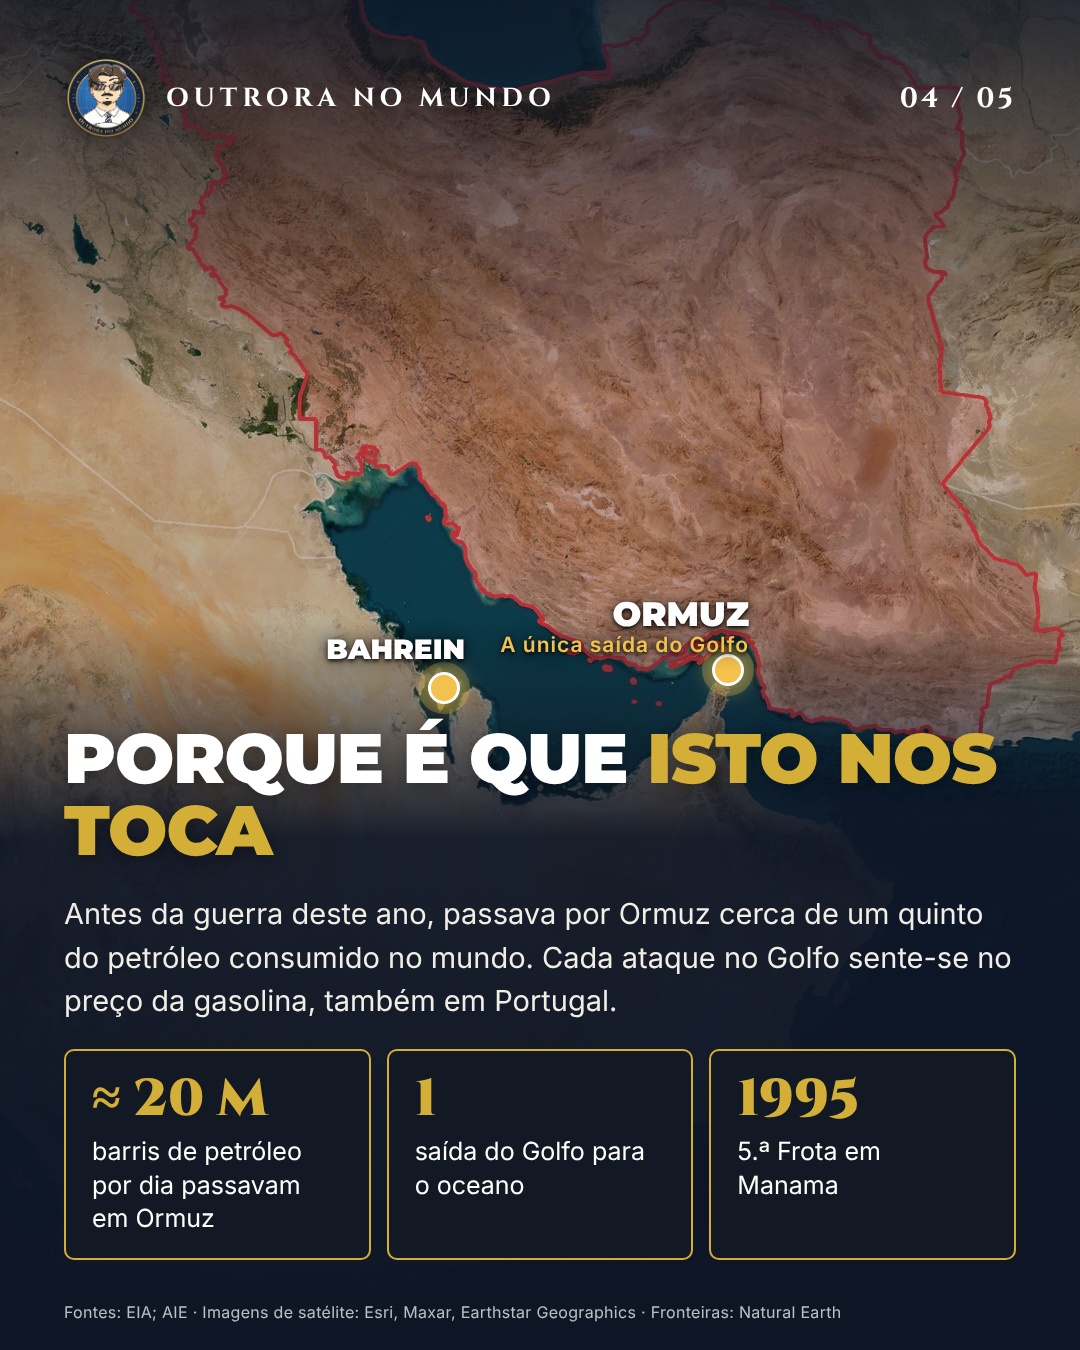 OUTRORA NO MUNDO
04 / 05
ORMUZ
A única saída do Golfo
BAHREIN
PORQUE É QUE ISTO NOS
TOCA
Antes da guerra deste ano, passava por Ormuz cerca de um quinto
do petróleo consumido no mundo. Cada ataque no Golfo sente-se no
preço da gasolina, também em Portugal.
≈ 20 M
barris de petróleo
por dia passavam
em Ormuz
1
saída do Golfo para
o oceano
1995
5.ª Frota em
Manama
Fontes: EIA; AIE · Imagens de satélite: Esri, Maxar, Earthstar Geographics · Fronteiras: Natural Earth